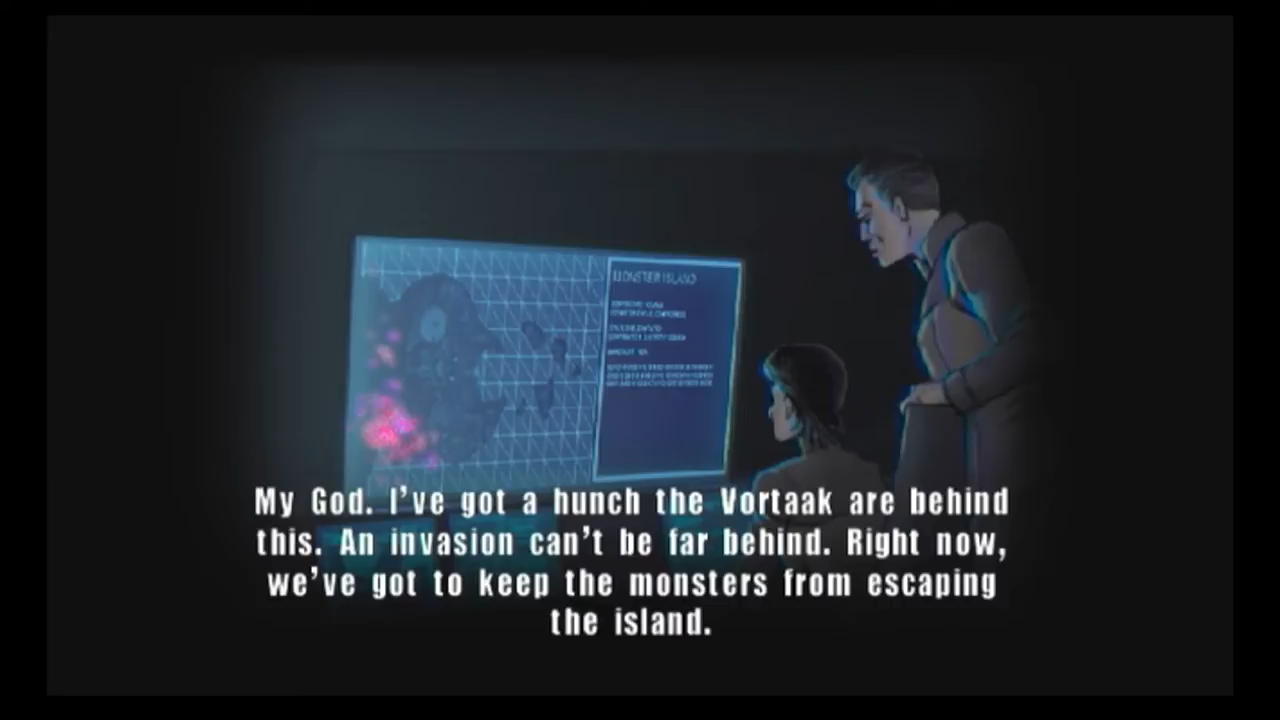 MONSTER ISLAND
My God. I've got a hunch the Vortaak are behind
this. An invasion can't be far behind. Right now,
we've got to keep the monsters from escaping
the island.